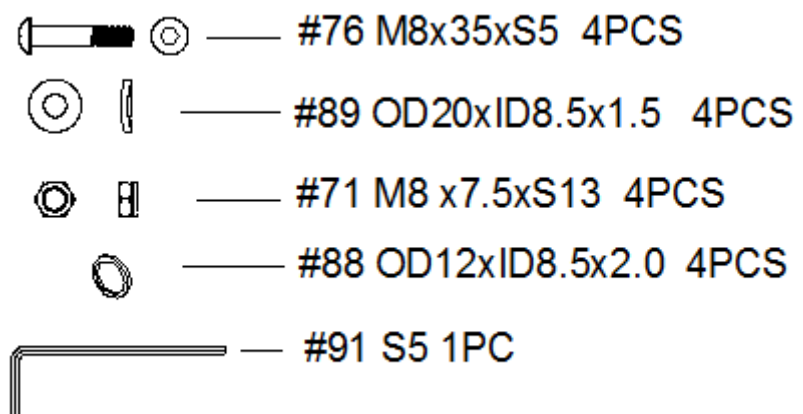 #76 M8x35xS5 4PCS
#89 OD20xID8.5x1.5 4PCS
#71 M8 x7.5xS13 4PCS
#88 OD12xID8.5x2.0 4PCS
#91 S5 1PC